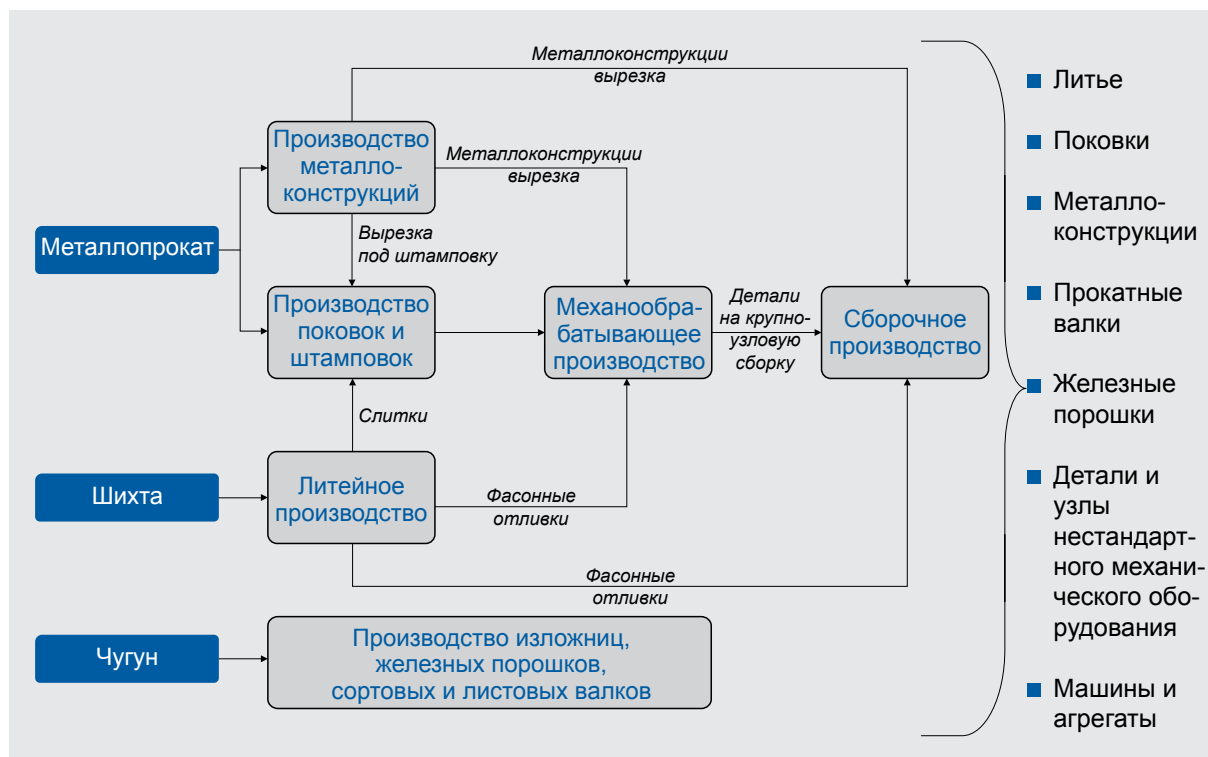 Металлоконструкции
вырезка
Производство
металло-
конструкций
Металлоконструкции
вырезка
Металлопрокат
Вырезка
под штамповку
Производство
поковок и
штамповок
Механообра-
батывающее
производство
Детали
на крупно-
узловую
сборку
Сборочное
производство
Слитки
Шихта
Литейное
производство
Фасонные
отливки
Фасонные
отливки
Чугун
Производство изложниц,
железных порошков,
сортовых и листовых валков
Литье
Поковки
Металло-
конструкции
Прокатные
валки
Железные
порошки
Детали и
узлы
нестандарт-
ного механи-
ческого обо-
рудования
Машины и
агрегаты